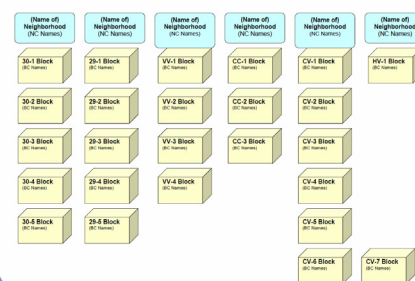 (Name of)
Neighborhood
(NC Names)
(Name of)
Neighborhood
(NC Names)
(Name of)
Neighborhood
(NC Names)
(Name of)
Neighborhood
(NC Names)
(Name of)
Neighborhood
(NC Names)
(Name of)
Neighborhood
(NC Names)
30-1 Block
(BC Names)
29-1 Block
(BC Names)
VV-1 Block
(BC Names)
CC-1 Block
(BC Names)
CV-1 Block
(BC Names)
HV-1 Block
(BC Names)
30-2 Block
(BC Names)
29-2 Block
(BC Names)
VV-2 Block
(BC Names)
CC-2 Block
(BC Names)
CV-2 Block
(BC Names)
30-3 Block
(BC Names)
29-3 Block
(BC Names)
VV-3 Block
(BC Names)
CC-3 Block
(BC Names)
CV-3 Block
(BC Names)
30-4 Block
(BC Names)
29-4 Block
(BC Names)
VV-4 Block
(BC Names)
CV-4 Block
(BC Names)
30-5 Block
(BC Names)
29-5 Block
(BC Names)
CV-5 Block
(BC Names)
CV-6 Block
(BC Names)
CV-7 Block
(BC Names)